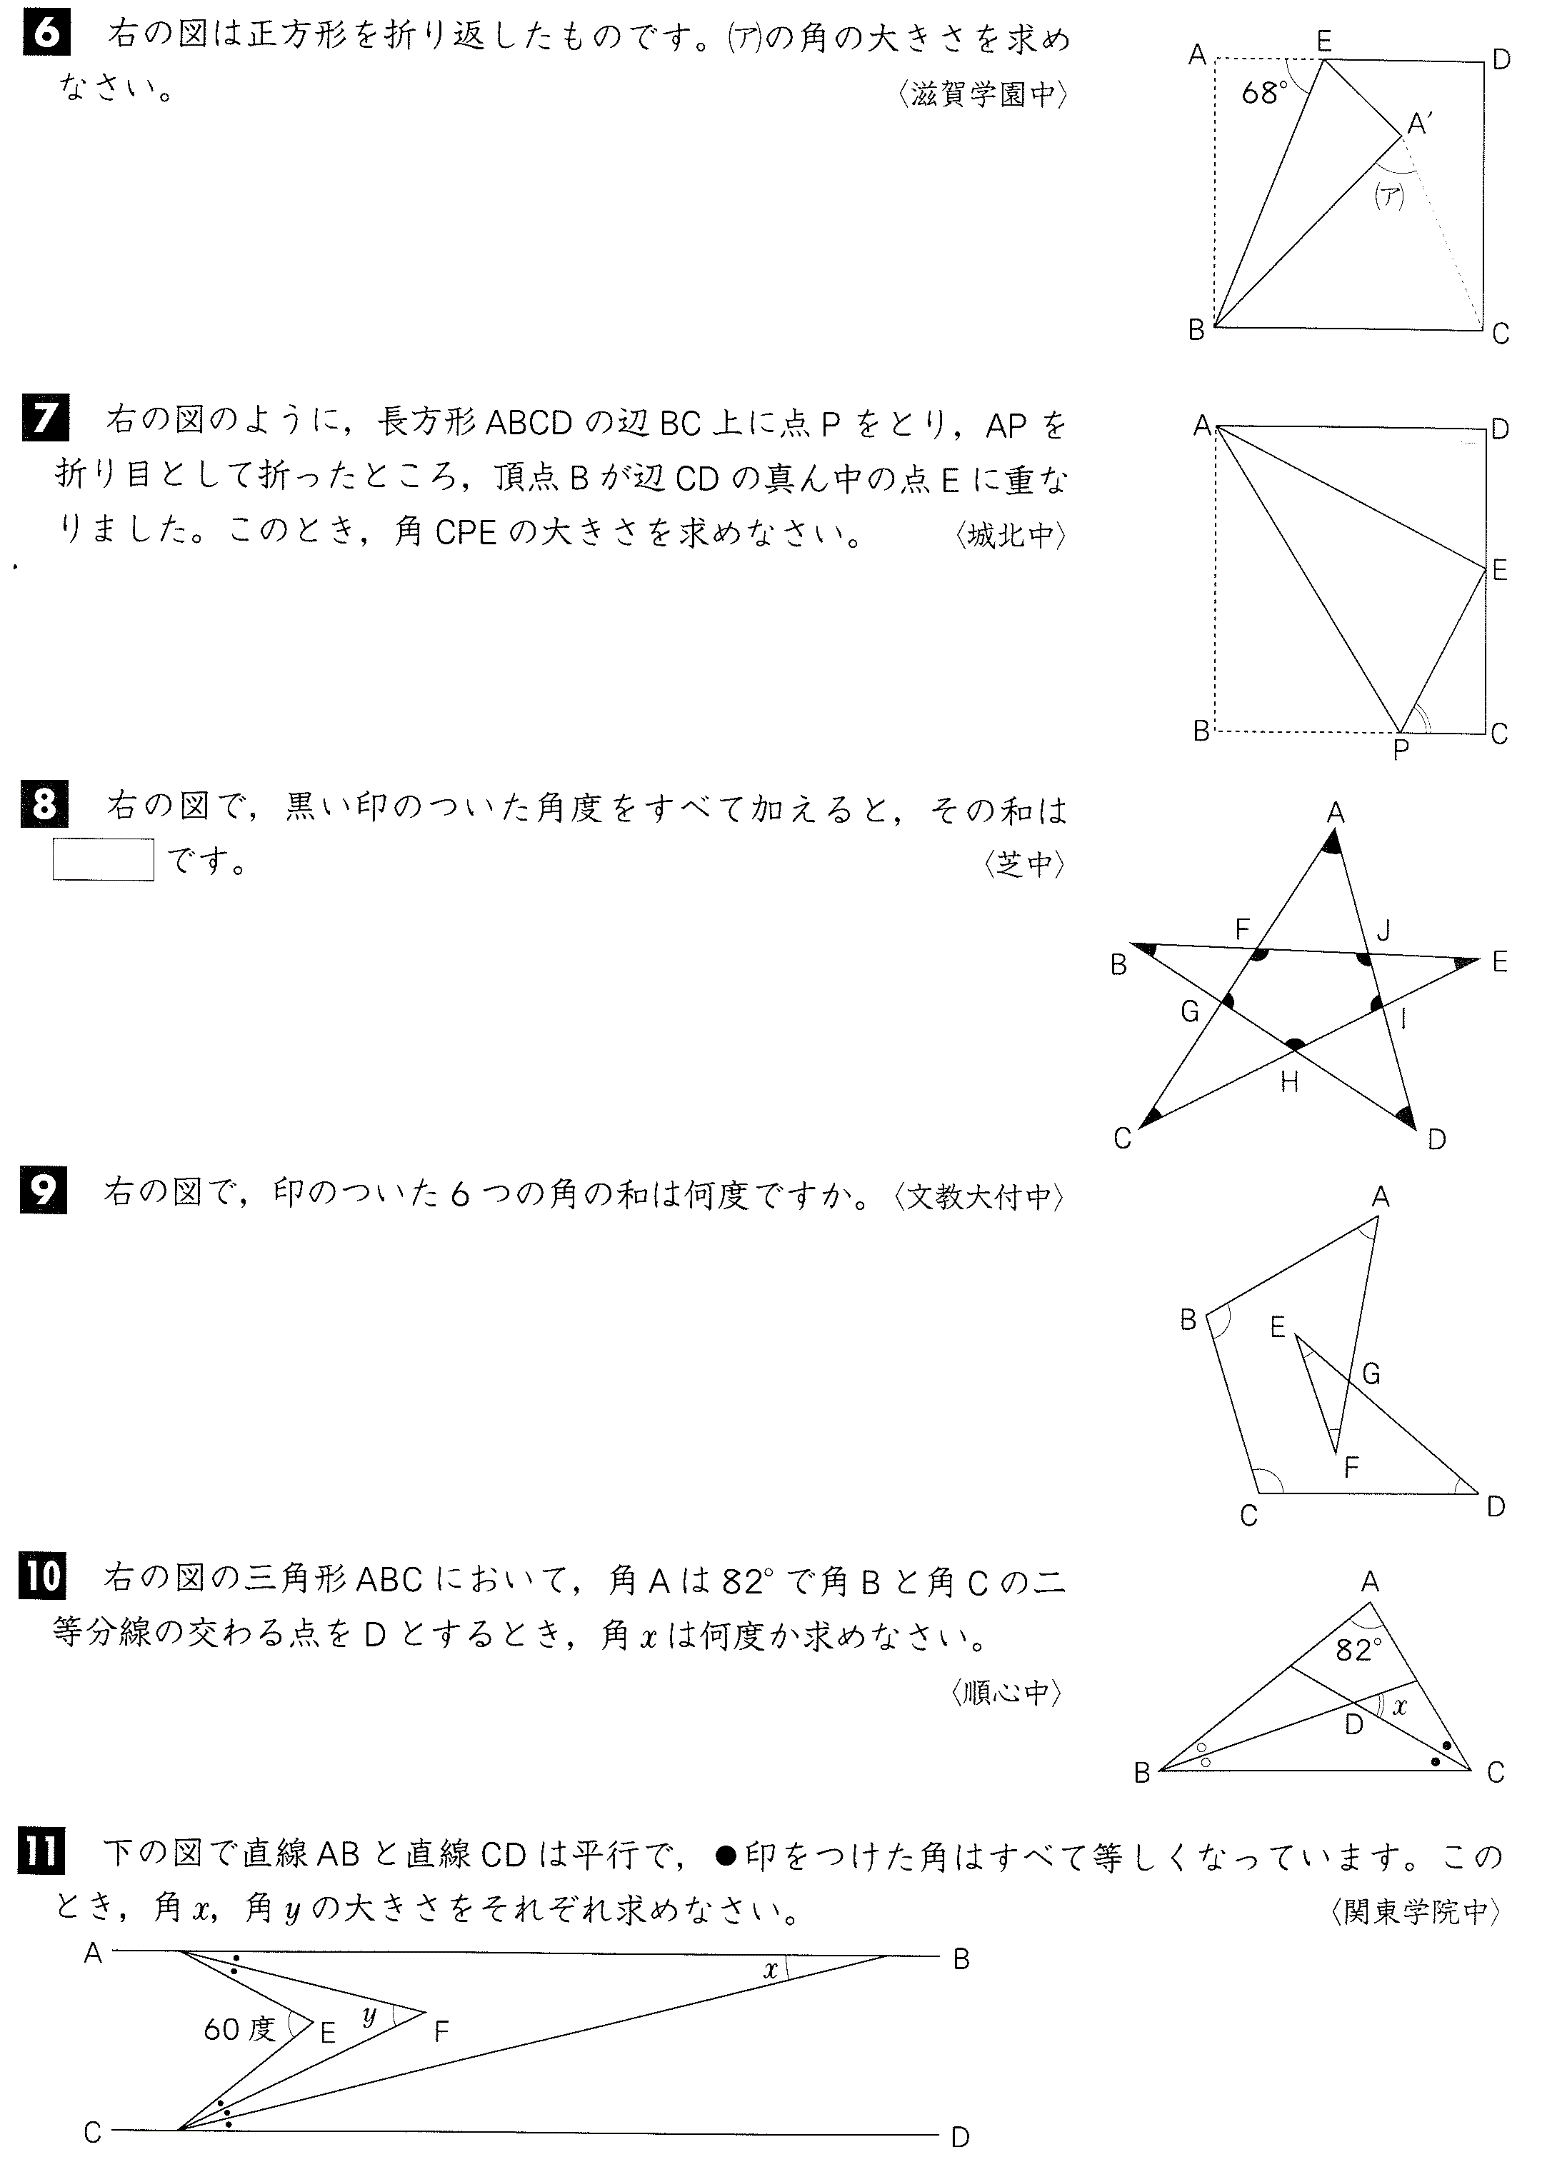 6 右の図は正方形を折り返したものです。(ア)の角の大きさを求め
なさい。 〈滋賀学園中〉
A E D
68°
A′
(ア)
B C
7 右の図のように，長方形ABCDの辺BC上に点Pをとり，APを
折り目として折ったところ，頂点Bが辺CDの真ん中の点Eに重な
りました。このとき，角CPEの大きさを求めなさい。 〈城北中〉
A D
E
B P C
8 右の図で，黒い印のついた角度をすべて加えると，その和は
です。 〈芝中〉
A
F J
B E
G I
H
C D
9 右の図で，印のついた6つの角の和は何度ですか。〈文教大付中〉
A
B E
G
F
C D
10 右の図の三角形ABCにおいて，角Aは82°で角Bと角Cの二
等分線の交わる点をDとするとき，角xは何度か求めなさい。
〈順心中〉
A
82°
D x
B C
11 下の図で直線ABと直線CDは平行で，●印をつけた角はすべて等しくなっています。この
とき，角x，角yの大きさをそれぞれ求めなさい。 〈関東学院中〉
A B
x
60度 E y F
C D